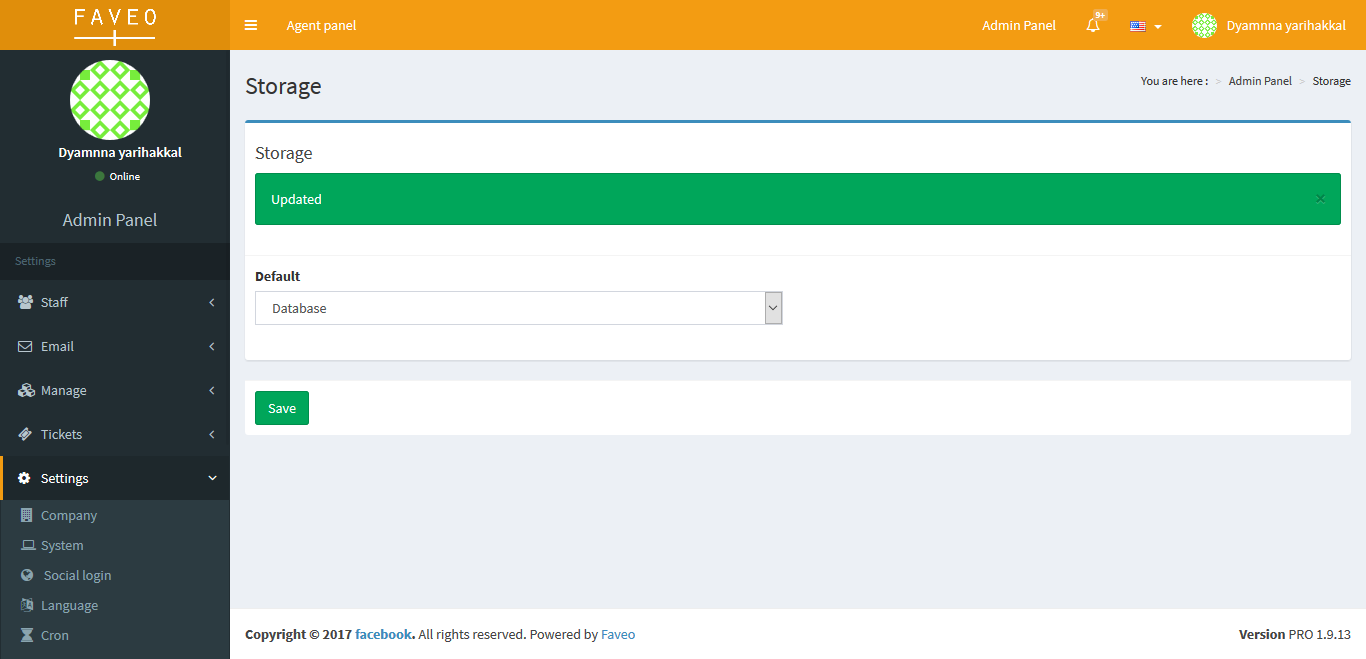 FAVEO
Agent panel
Admin Panel
9+
Dyamnna yarihakkal
Dyamnna yarihakkal
Online
Admin Panel
Settings
Staff
Email
Manage
Tickets
Settings
Company
System
Social login
Language
Cron
Storage
You are here : > Admin Panel > Storage
Storage
Updated ×
Default
Database
Save
Copyright © 2017 facebook. All rights reserved. Powered by Faveo
Version PRO 1.9.13